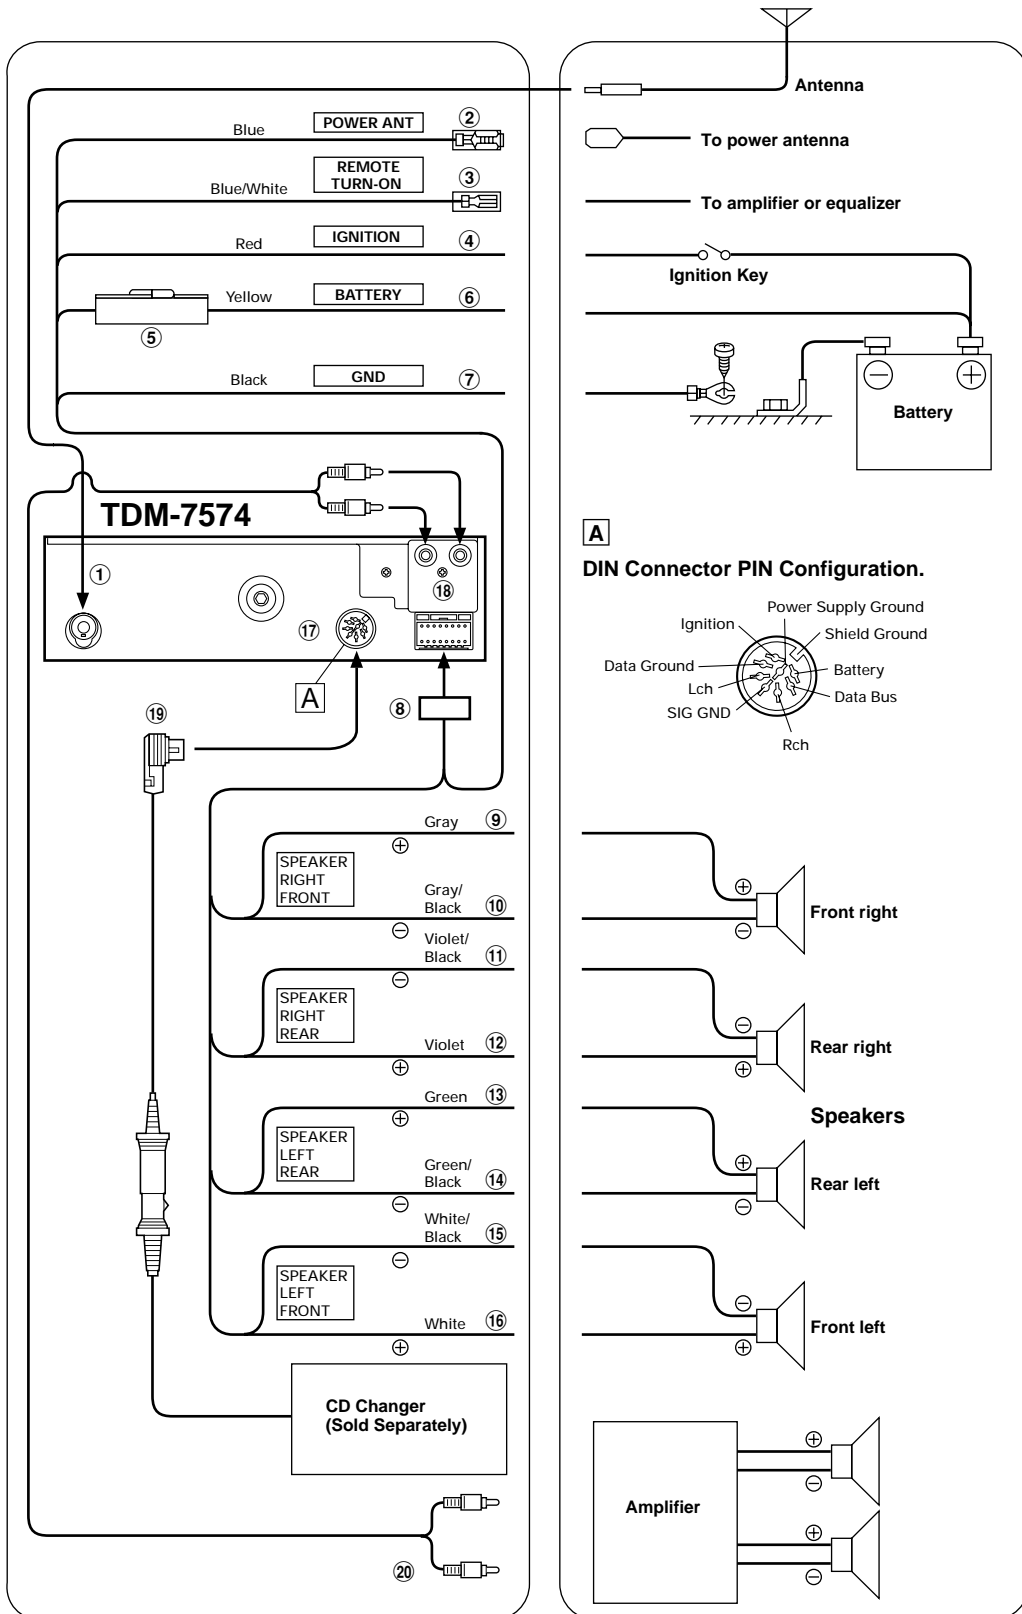 Antenna
Blue
POWER ANT
②
To power antenna
Blue/White
REMOTE
TURN-ON
③
To amplifier or equalizer
Red
IGNITION
④
Ignition Key
Yellow
BATTERY
⑥
⑤
Black
GND
⑦
⊖
⊕
Battery
TDM-7574
①
⑱
⑰
A
⑧
⑲
A
DIN Connector PIN Configuration.
Power Supply Ground
Ignition
Shield Ground
Data Ground
Battery
Lch
Data Bus
SIG GND
Rch
Gray
⑨
⊕
SPEAKER
RIGHT
FRONT
Gray/
Black
⑩
⊖
⊕
⊖
Front right
Violet/
Black
⑪
⊖
SPEAKER
RIGHT
REAR
Violet
⑫
⊕
⊖
⊕
Rear right
Speakers
Green
⑬
⊕
SPEAKER
LEFT
REAR
Green/
Black
⑭
⊖
⊕
⊖
Rear left
White/
Black
⑮
⊖
SPEAKER
LEFT
FRONT
White
⑯
⊕
⊖
⊕
Front left
CD Changer
(Sold Separately)
⑳
Amplifier
⊕
⊖
⊕
⊖